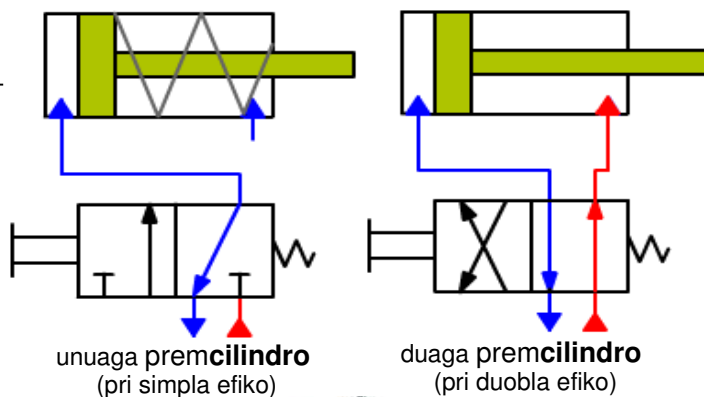 unuaga premcilindro
(pri simpla efiko)
duaga premcilindro
(pri duobla efiko)